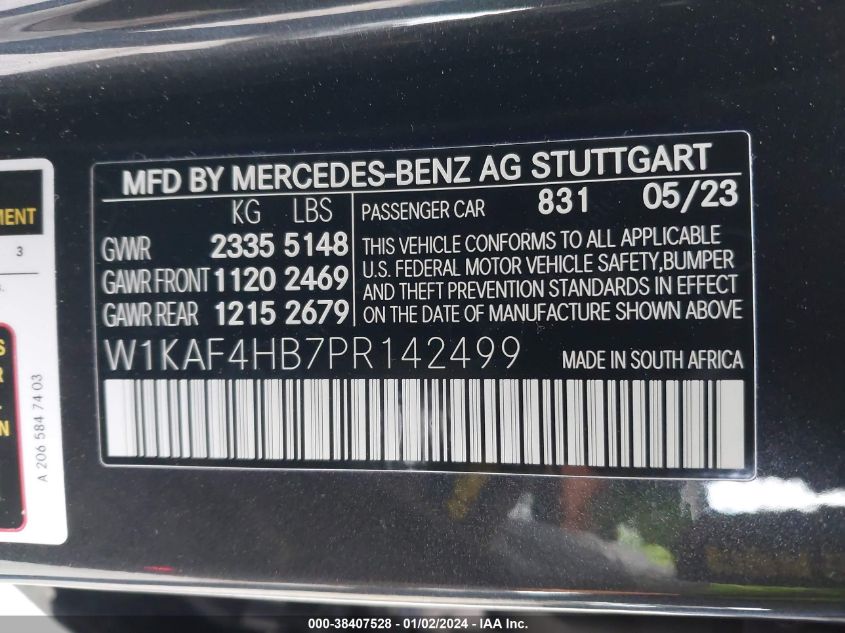 MFD BY MERCEDES-BENZ AG STUTTGART
KG LBS
GVWR 2335 5148
GAWR FRONT 1120 2469
GAWR REAR 1215 2679
PASSENGER CAR 831 05/23
THIS VEHICLE CONFORMS TO ALL APPLICABLE
U.S. FEDERAL MOTOR VEHICLE SAFETY,BUMPER
AND THEFT PREVENTION STANDARDS IN EFFECT
ON THE DATE OF MANUFACTURE SHOWN ABOVE
W1KAF4HB7PR142499 MADE IN SOUTH AFRICA
MENT
3
S
R
N
A 206 584 74 03
000-38407528 - 01/02/2024 - IAA Inc.